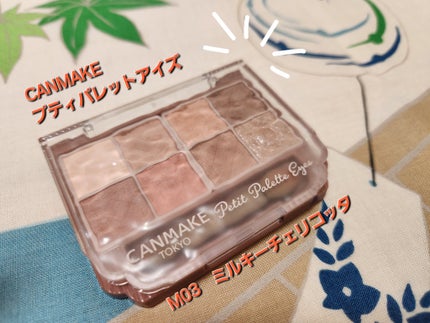 CANMAKE
プティパレットアイズ
CANMAKE
TOKYO
Petit Palette Eyes
M03 ミルキーチェリコッタ